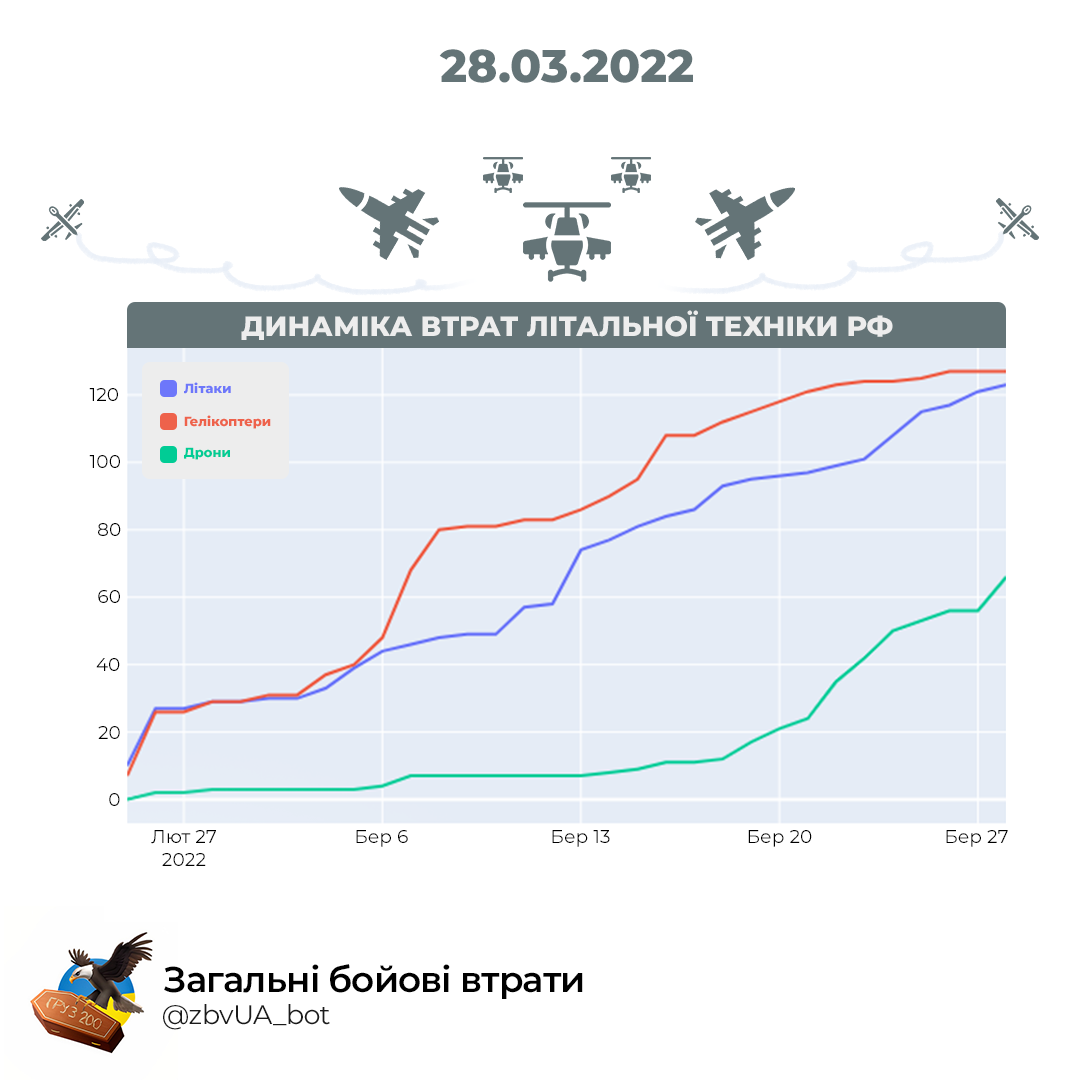 28.03.2022
ДИНАМІКА ВТРАТ ЛІТАЛЬНОЇ ТЕХНІКИ РФ
Літаки
Гелікоптери
Дрони
120
100
80
60
40
20
0
Лют 27
2022
Бер 6
Бер 13
Бер 20
Бер 27
ГРУЗ 200
Загальні бойові втрати
@zbvUA_bot